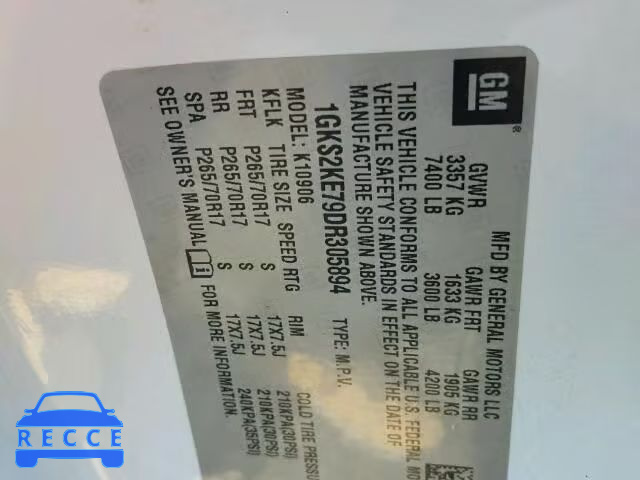 GM®
MFD BY GENERAL MOTORS LLC
GVWR GAWR FRT GAWR RR
3357 KG 1633 KG 1905 KG
7400 LB 3600 LB 4200 LB
THIS VEHICLE CONFORMS TO ALL APPLICABLE U.S. FEDERAL MO
VEHICLE SAFETY STANDARDS IN EFFECT ON THE DATE OF
MANUFACTURE SHOWN ABOVE.
1GKS2KE79DR305894 TYPE: M.P.V.
MODEL: K10906
KFLK TIRE SIZE SPEED RTG RIM COLD TIRE PRESSU
FRT P265/70R17 S 17X7.5J 210KPA(30PSI)
RR P265/70R17 S 17X7.5J 210KPA(30PSI)
SPA P265/70R17 S 17X7.5J 240KPA(35PSI)
SEE OWNER'S MANUAL FOR MORE INFORMATION.
RECCE